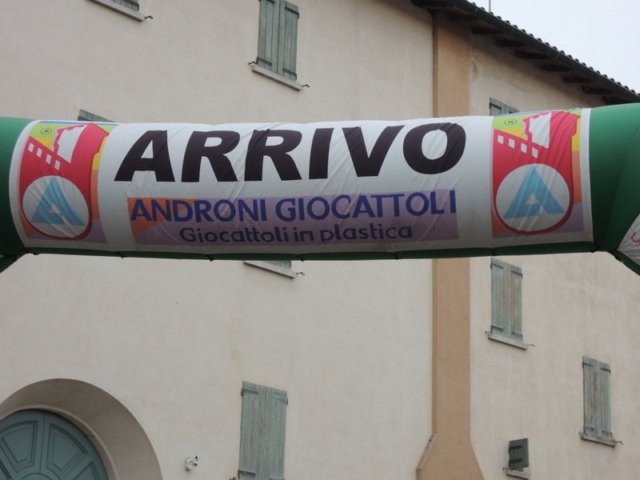 ARRIVO
ANDRONI GIOCATTOLI
Giocattoli in plastica